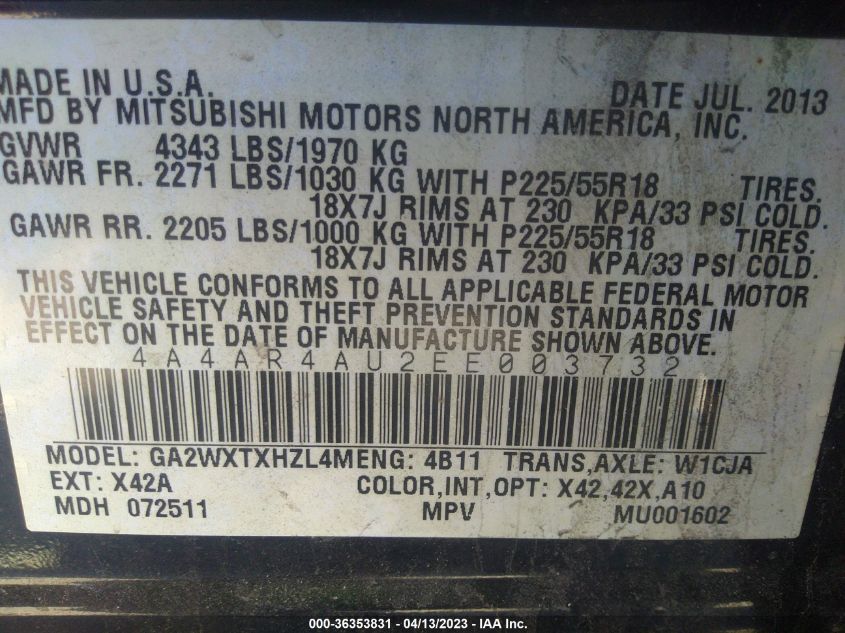 MADE IN U.S.A. DATE JUL. 2013
MFD BY MITSUBISHI MOTORS NORTH AMERICA, INC.
GVWR 4343 LBS/1970 KG
GAWR FR. 2271 LBS/1030 KG WITH P225/55R18 TIRES.
18X7J RIMS AT 230 KPA/33 PSI COLD.
GAWR RR. 2205 LBS/1000 KG WITH P225/55R18 TIRES.
18X7J RIMS AT 230 KPA/33 PSI COLD.
THIS VEHICLE CONFORMS TO ALL APPLICABLE FEDERAL MOTOR
VEHICLE SAFETY AND THEFT PREVENTION STANDARDS IN
EFFECT ON THE DATE OF MANUFACTURE SHOWN ABOVE.
4A4AR4AU2EE003732
MODEL: GA2WXTXHZL4MENG: 4B11 TRANS,AXLE: W1CJA
EXT: X42A COLOR,INT,OPT: X42,42X,A10
MDH 072511 MPV MU001602
000-36353831 - 04/13/2023 - IAA Inc.